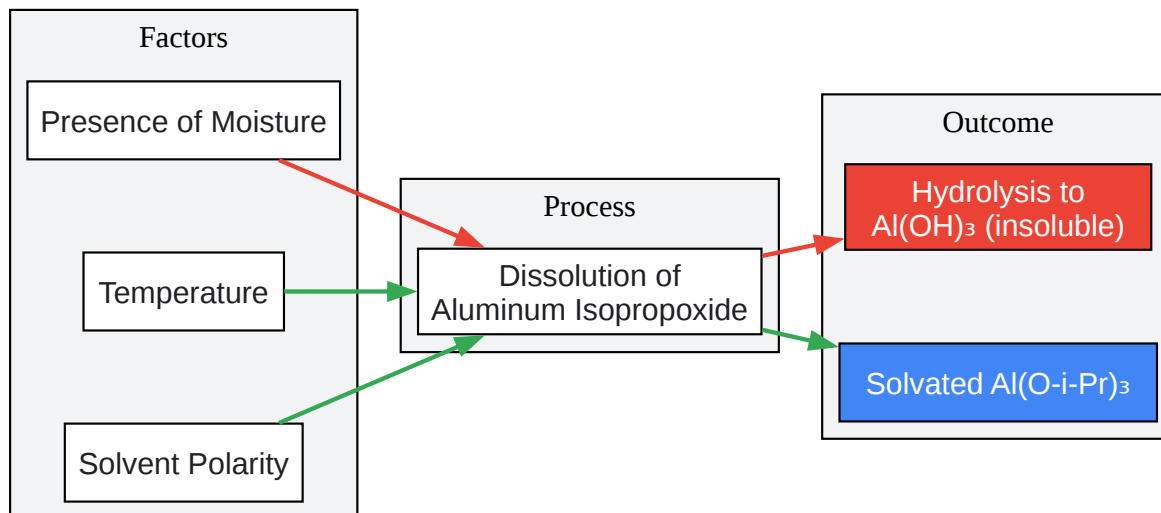 Factors
Presence of Moisture
Temperature
Solvent Polarity
Process
Dissolution of
Aluminum Isopropoxide
Outcome
Hydrolysis to
Al(OH)₃ (insoluble)
Solvated Al(O-i-Pr)₃